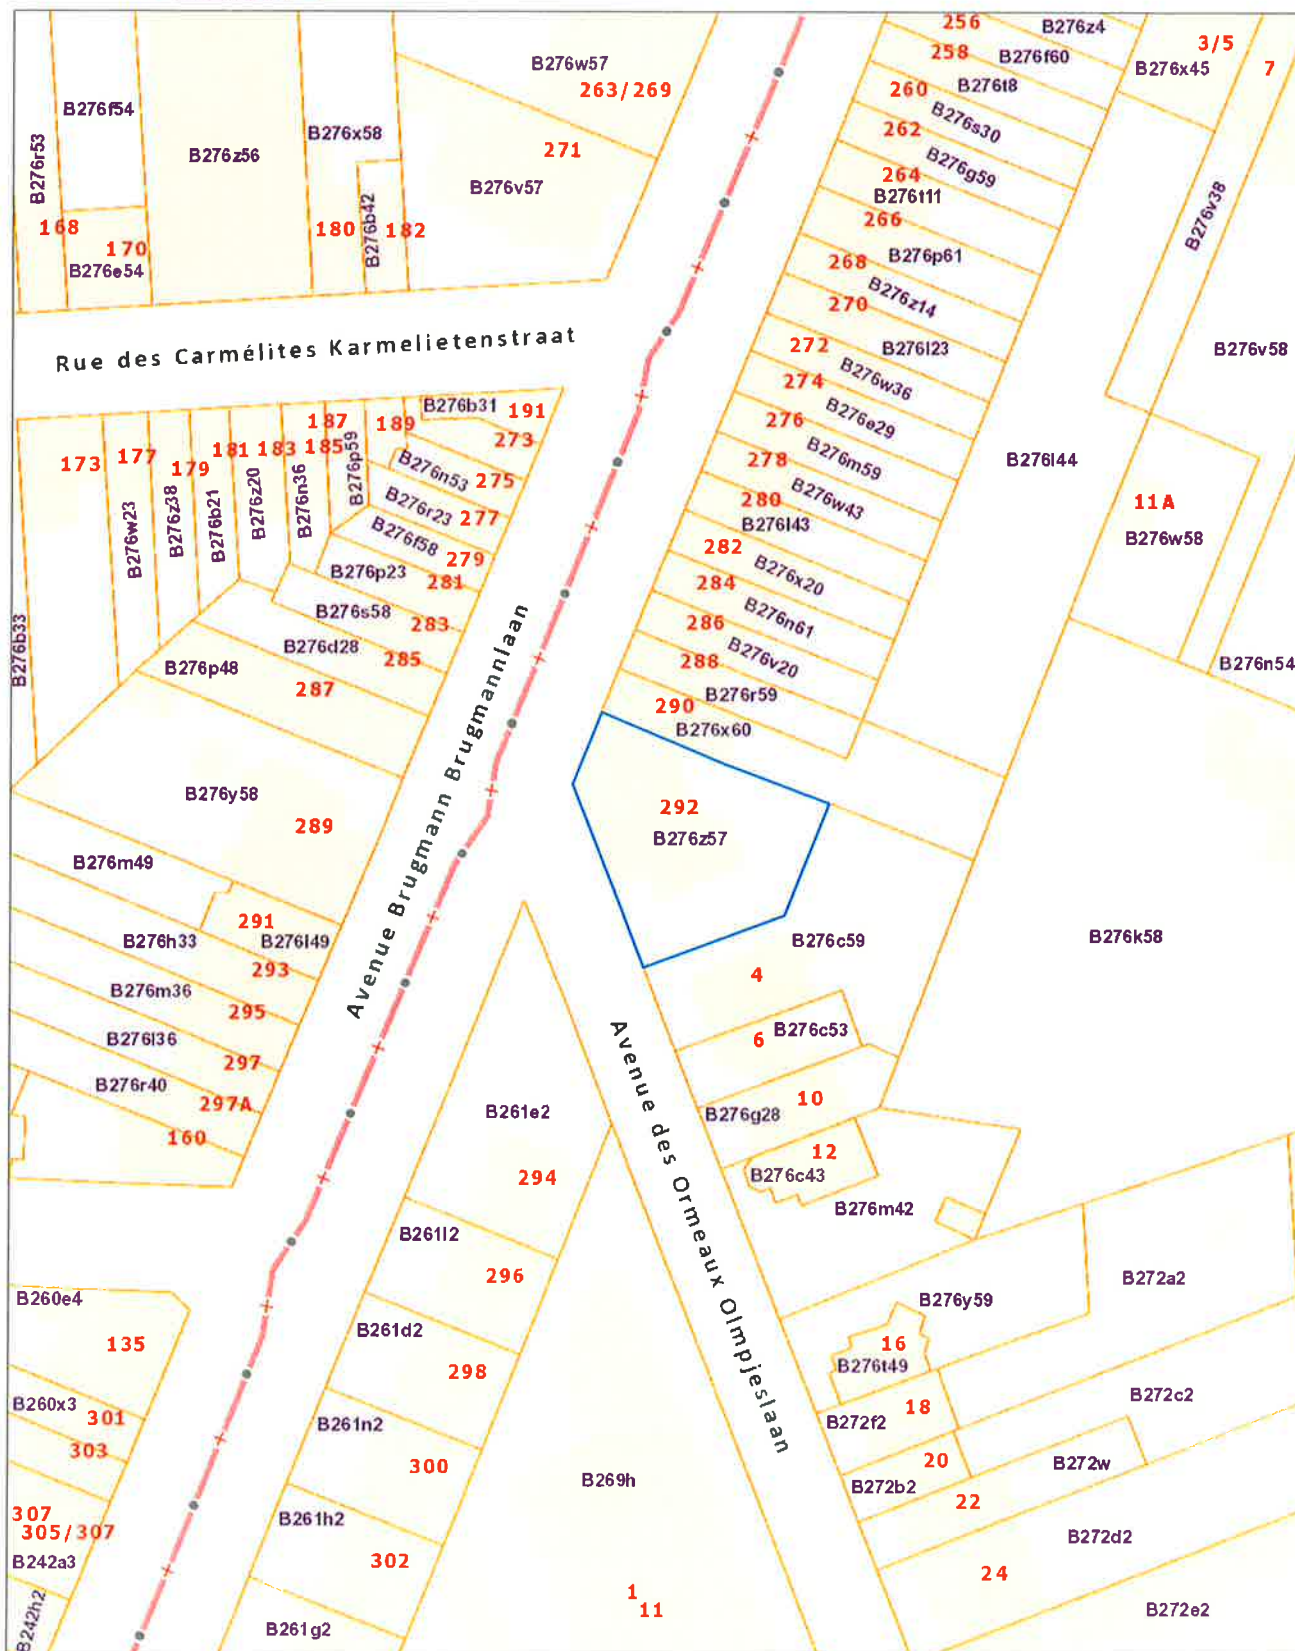 256
B276z4
3/5
258
B276f60
B276w57
B276x45
7
263/269
260
B276t8
B276f54
B276s30
262
B276x58
271
B276z56
B276g59
B276r53
264
B276v57
B276t11
B276v38
B276b42
266
168
180
182
170
B276p61
268
B276e54
B276z14
270
Rue des Carmélites Karmelietenstraat
272
B276l23
B276v58
B276w36
274
B276e29
B276b31
191
187
189
276
273
B276m59
181
183
185
177
173
179
278
B276l44
B276p59
B276n53
275
B276w43
280
11A
B276r23
277
B276l43
B276w23
B276z38
B276b21
B276z20
B276n36
B276f58
B276w58
282
279
B276x20
B276p23
281
284
B276s58
B276n61
283
286
B276d28
285
B276v20
B276b33
B276p48
288
B276n54
287
B276r59
290
B276x60
Avenue Brugmann Brugmannlaan
B276y58
292
289
B276z57
B276m49
291
B276h33
B276l49
B276c59
B276k58
293
4
B276m36
295
B276c53
B276l36
6
297
B276r40
10
297A
B261e2
B276g28
160
12
294
B276c43
B276m42
B261l2
Avenue des Ormeaux Olmpjeslaan
296
B272a2
B260e4
B276y59
B261d2
135
16
298
B276t49
B260x3
B272c2
301
18
B261n2
B272f2
303
300
20
B272w
B269h
B272b2
22
307
B261h2
305/307
B272d2
302
B242a3
24
1
11
B242h2
B261g2
B272e2